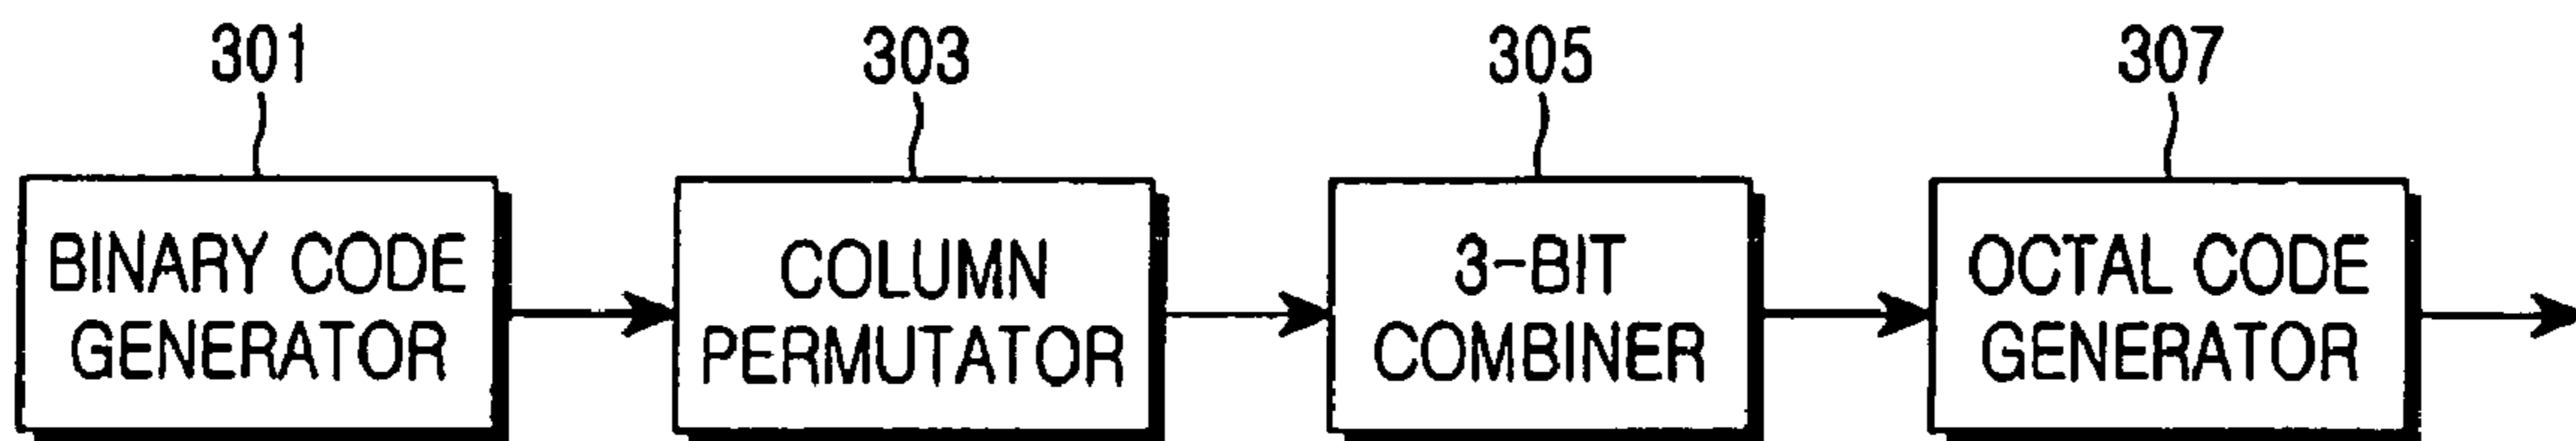 301
303
305
307
BINARY CODE
GENERATOR
COLUMN
PERMUTATOR
3-BIT
COMBINER
OCTAL CODE
GENERATOR